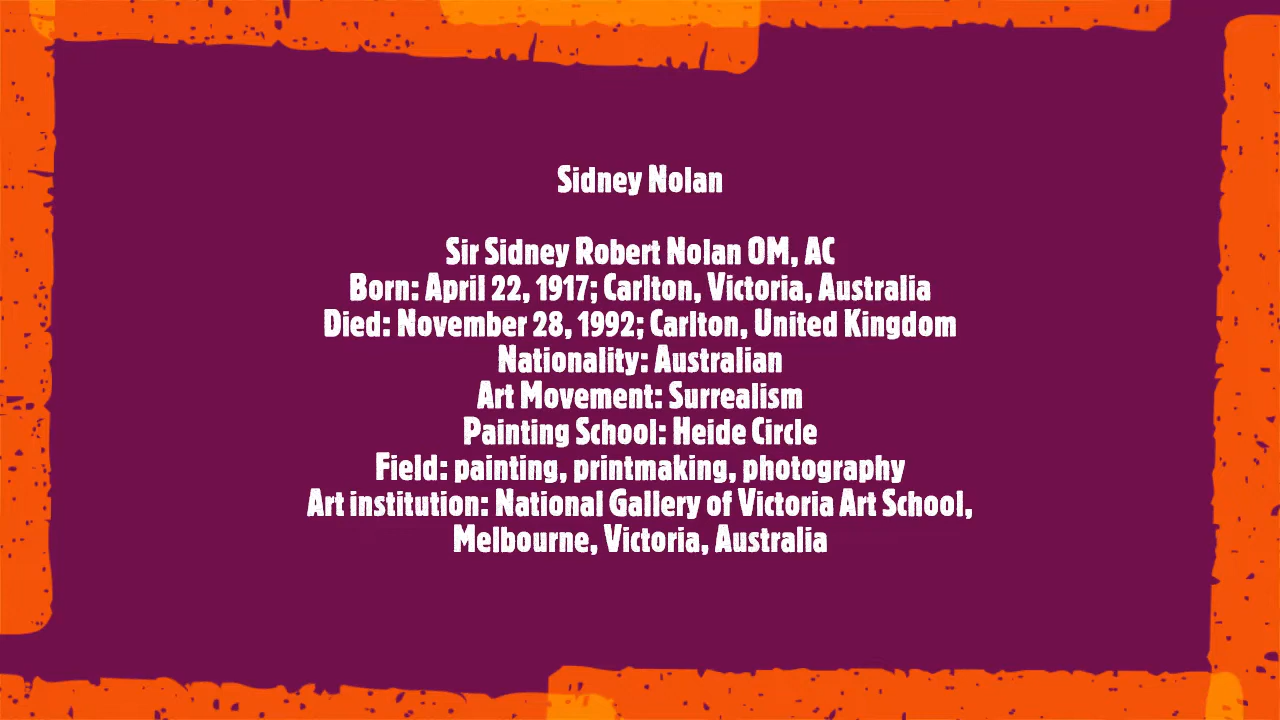 Sidney Nolan
Sir Sidney Robert Nolan OM, AC
Born: April 22, 1917; Carlton, Victoria, Australia
Died: November 28, 1992; Carlton, United Kingdom
Nationality: Australian
Art Movement: Surrealism
Painting School: Heide Circle
Field: painting, printmaking, photography
Art institution: National Gallery of Victoria Art School,
Melbourne, Victoria, Australia